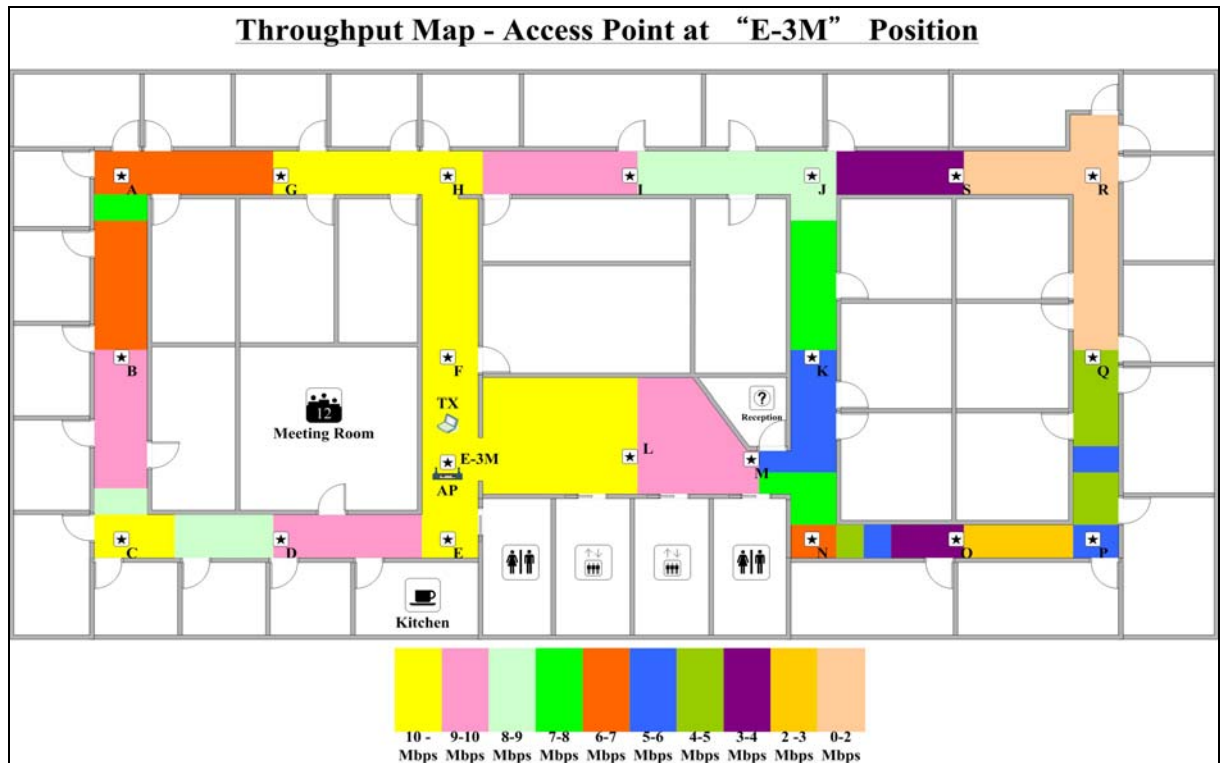 Throughput Map - Access Point at “E-3M” Position
A
G
H
I
J
S
R
B
F
K
Q
TX
12
Meeting Room
?
Reception
E-3M
AP
L
M
C
D
E
N
O
P
Kitchen
10 - 9-10 8-9 7-8 6-7 5-6 4-5 3-4 2 -3 0-2
Mbps Mbps Mbps Mbps Mbps Mbps Mbps Mbps Mbps Mbps